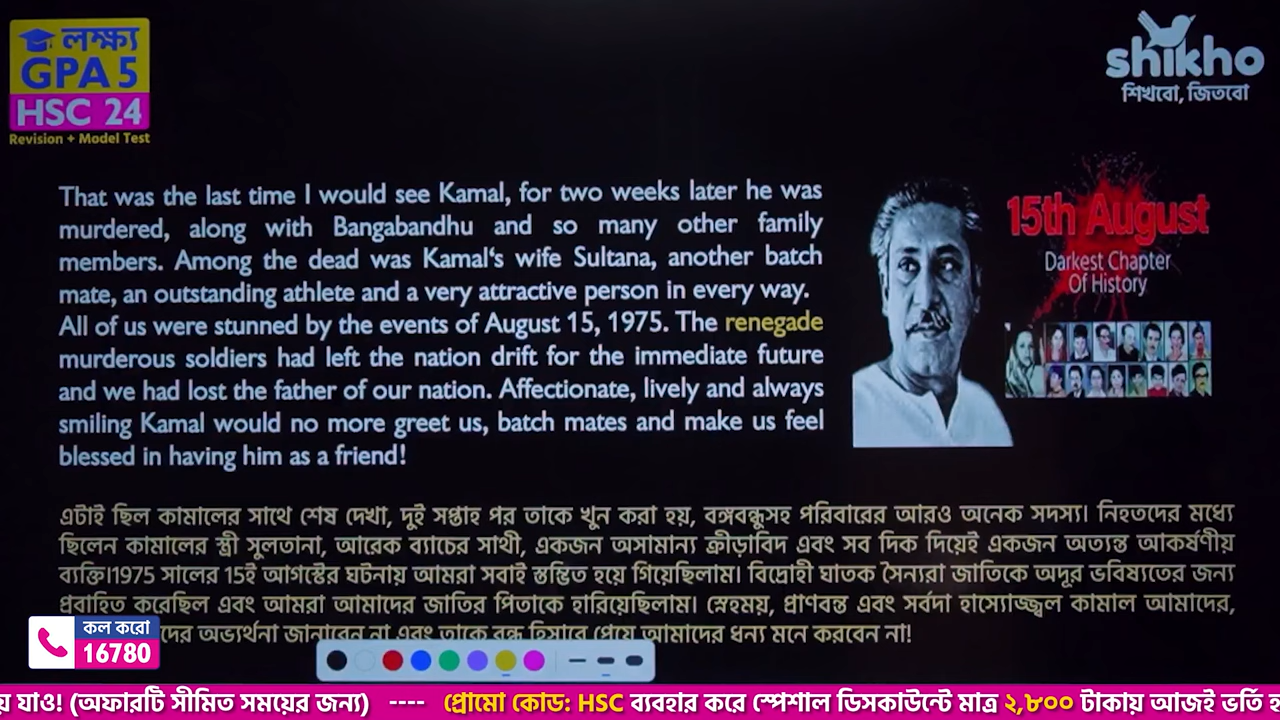 লক্ষ্য
GPA 5
HSC 24
Revision + Model Test
shikho
শিখবো, জিতবো
That was the last time I would see Kamal, for two weeks later he was
murdered, along with Bangabandhu and so many other family
members. Among the dead was Kamal‘s wife Sultana, another batch
mate, an outstanding athlete and a very attractive person in every way.
All of us were stunned by the events of August 15, 1975. The renegade
murderous soldiers had left the nation drift for the immediate future
and we had lost the father of our nation. Affectionate, lively and always
smiling Kamal would no more greet us, batch mates and make us feel
blessed in having him as a friend!
15th August
Darkest Chapter
Of History
এটাই ছিল কামালের সাথে শেষ দেখা, দুই সপ্তাহ পর তাকে খুন করা হয়, বঙ্গবন্ধুসহ পরিবারের আরও অনেক সদস্য। নিহতদের মধ্যে
ছিলেন কামালের স্ত্রী সুলতানা, আরেক ব্যাচের সাথী, একজন অসামান্য ক্রীড়াবিদ এবং সব দিক দিয়েই একজন অত্যন্ত আকর্ষণীয়
ব্যক্তি।1975 সালের 15ই আগস্টের ঘটনায় আমরা সবাই স্তম্ভিত হয়ে গিয়েছিলাম। বিদ্রোহী ঘাতক সৈন্যরা জাতিকে অদূর ভবিষ্যতের জন্য
প্রবাহিত করেছিল এবং আমরা আমাদের জাতির পিতাকে হারিয়েছিলাম। স্নেহময়, প্রাণবন্ত এবং সর্বদা হাস্যোজ্জ্বল কামাল আমাদের,
দের অভ্যর্থনা জানাবেন না এবং তাকে বন্ধু হিসাবে পেয়ে আমাদের ধন্য মনে করবেন না!
কল করো
16780
যাও! (অফারটি সীমিত সময়ের জন্য) ---- প্রোমো কোড: HSC ব্যবহার করে স্পেশাল ডিসকাউন্টে মাত্র ২,৮০০ টাকায় আজই ভর্তি